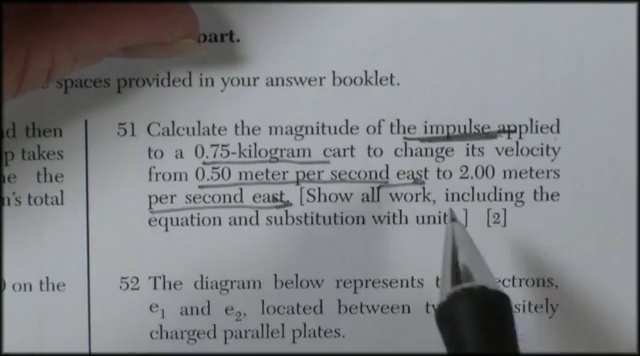 part.
spaces provided in your answer booklet.
d then
p takes
e the
n's total
on the
51 Calculate the magnitude of the impulse applied
to a 0.75-kilogram cart to change its velocity
from 0.50 meter per second east to 2.00 meters
per second east. [Show all work, including the
equation and substitution with unit ] [2]
52 The diagram below represents t ctrons,
e₁ and e₂, located between tw sitely
charged parallel plates.